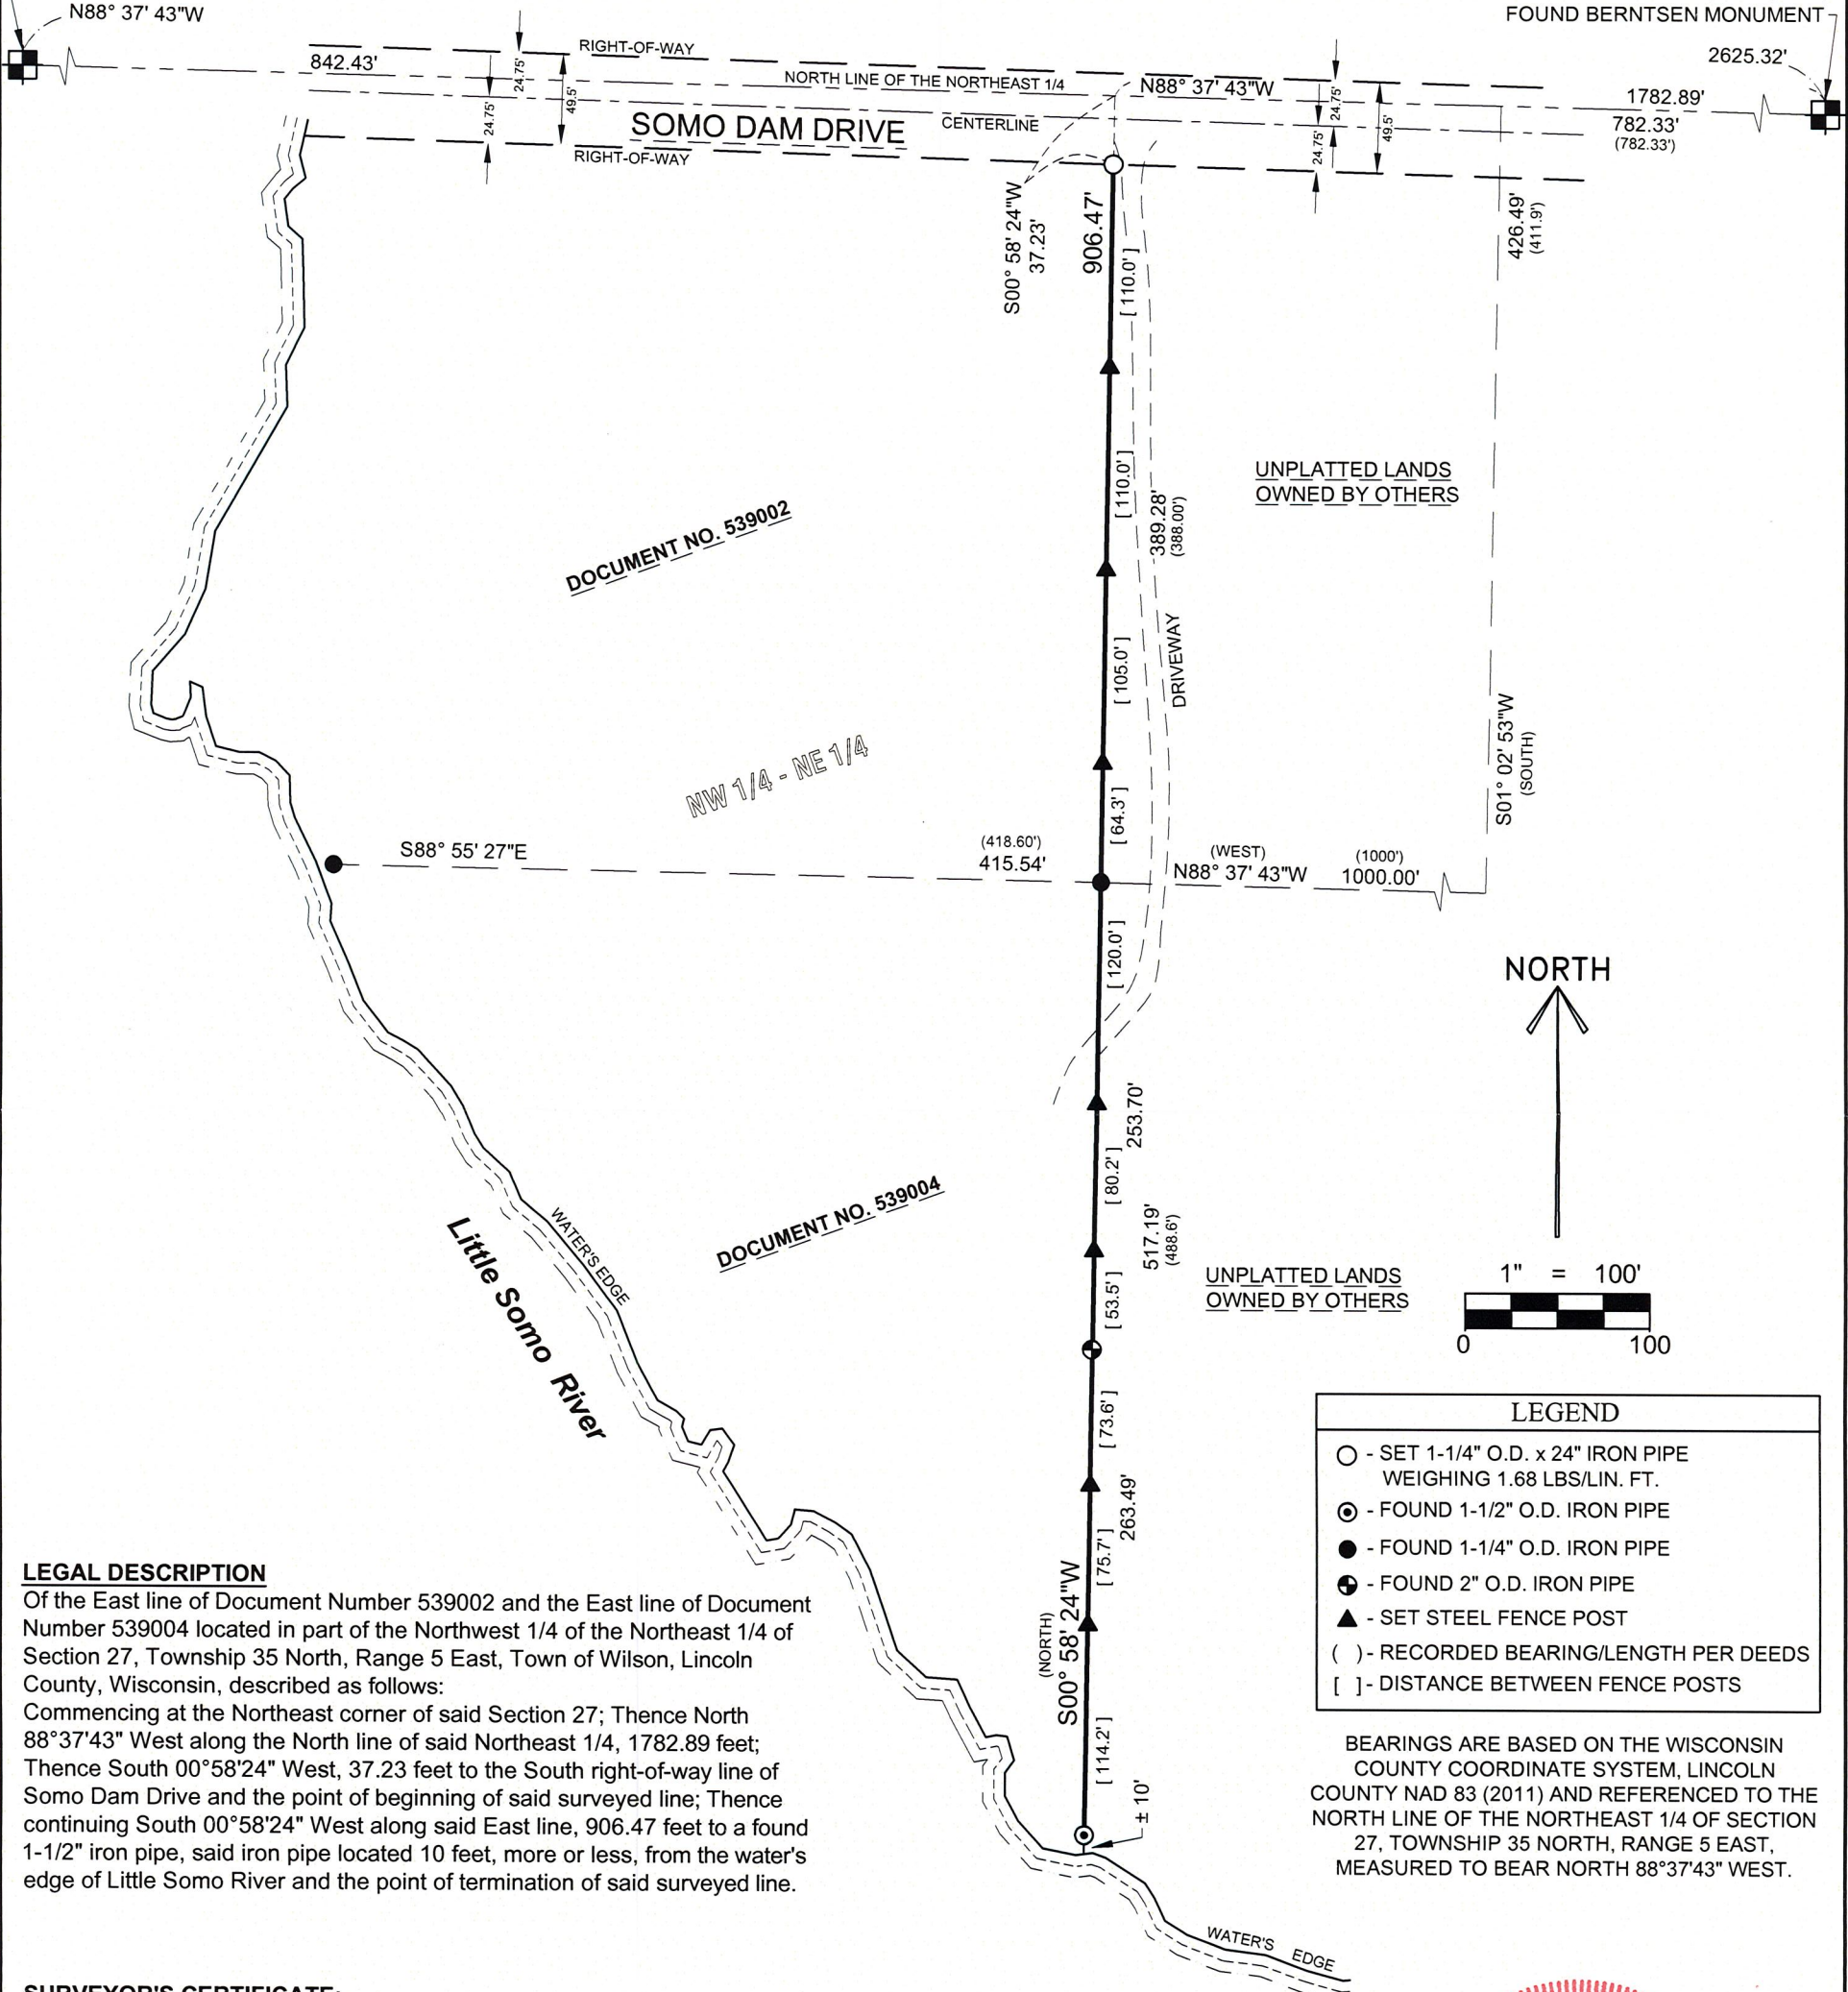 N88° 37' 43"W
FOUND BERNTSEN MONUMENT
2625.32'
842.43'
24.75'
24.75'
49.5'
RIGHT-OF-WAY
NORTH LINE OF THE NORTHEAST 1/4
N88° 37' 43"W
24.75'
24.75'
49.5'
1782.89'
782.33'
(782.33')
SOMO DAM DRIVE
CENTERLINE
RIGHT-OF-WAY
S00° 58' 24"W
37.23'
906.47'
[ 110.0' ]
426.49'
(411.9')
UNPLATTED LANDS
OWNED BY OTHERS
[ 110.0' ]
389.28'
(388.00')
DOCUMENT NO. 539002
[ 105.0' ]
DRIVEWAY
S01° 02' 53"W
(SOUTH)
NW 1/4 - NE 1/4
[ 64.3' ]
S88° 55' 27"E
(418.60')
415.54'
(WEST)
N88° 37' 43"W
(1000')
1000.00'
[ 120.0' ]
NORTH
253.70'
[ 80.2' ]
DOCUMENT NO. 539004
517.19'
(488.6')
WATER'S EDGE
Little Somo River
[ 53.5' ]
UNPLATTED LANDS
OWNED BY OTHERS
1" = 100'
0 100
[ 73.6' ]
263.49'
[ 75.7' ]
(NORTH)
S00° 58' 24"W
[ 114.2' ]
± 10'
LEGEND
- SET 1-1/4" O.D. x 24" IRON PIPE
WEIGHING 1.68 LBS/LIN. FT.
- FOUND 1-1/2" O.D. IRON PIPE
- FOUND 1-1/4" O.D. IRON PIPE
- FOUND 2" O.D. IRON PIPE
- SET STEEL FENCE POST
( ) - RECORDED BEARING/LENGTH PER DEEDS
[ ] - DISTANCE BETWEEN FENCE POSTS
BEARINGS ARE BASED ON THE WISCONSIN
COUNTY COORDINATE SYSTEM, LINCOLN
COUNTY NAD 83 (2011) AND REFERENCED TO THE
NORTH LINE OF THE NORTHEAST 1/4 OF SECTION
27, TOWNSHIP 35 NORTH, RANGE 5 EAST,
MEASURED TO BEAR NORTH 88°37'43" WEST.
LEGAL DESCRIPTION
Of the East line of Document Number 539002 and the East line of Document
Number 539004 located in part of the Northwest 1/4 of the Northeast 1/4 of
Section 27, Township 35 North, Range 5 East, Town of Wilson, Lincoln
County, Wisconsin, described as follows:
Commencing at the Northeast corner of said Section 27; Thence North
88°37'43" West along the North line of said Northeast 1/4, 1782.89 feet;
Thence South 00°58'24" West, 37.23 feet to the South right-of-way line of
Somo Dam Drive and the point of beginning of said surveyed line; Thence
continuing South 00°58'24" West along said East line, 906.47 feet to a found
1-1/2" iron pipe, said iron pipe located 10 feet, more or less, from the water's
edge of Little Somo River and the point of termination of said surveyed line.
WATER'S EDGE
SURVEYOR'S CERTIFICATE: